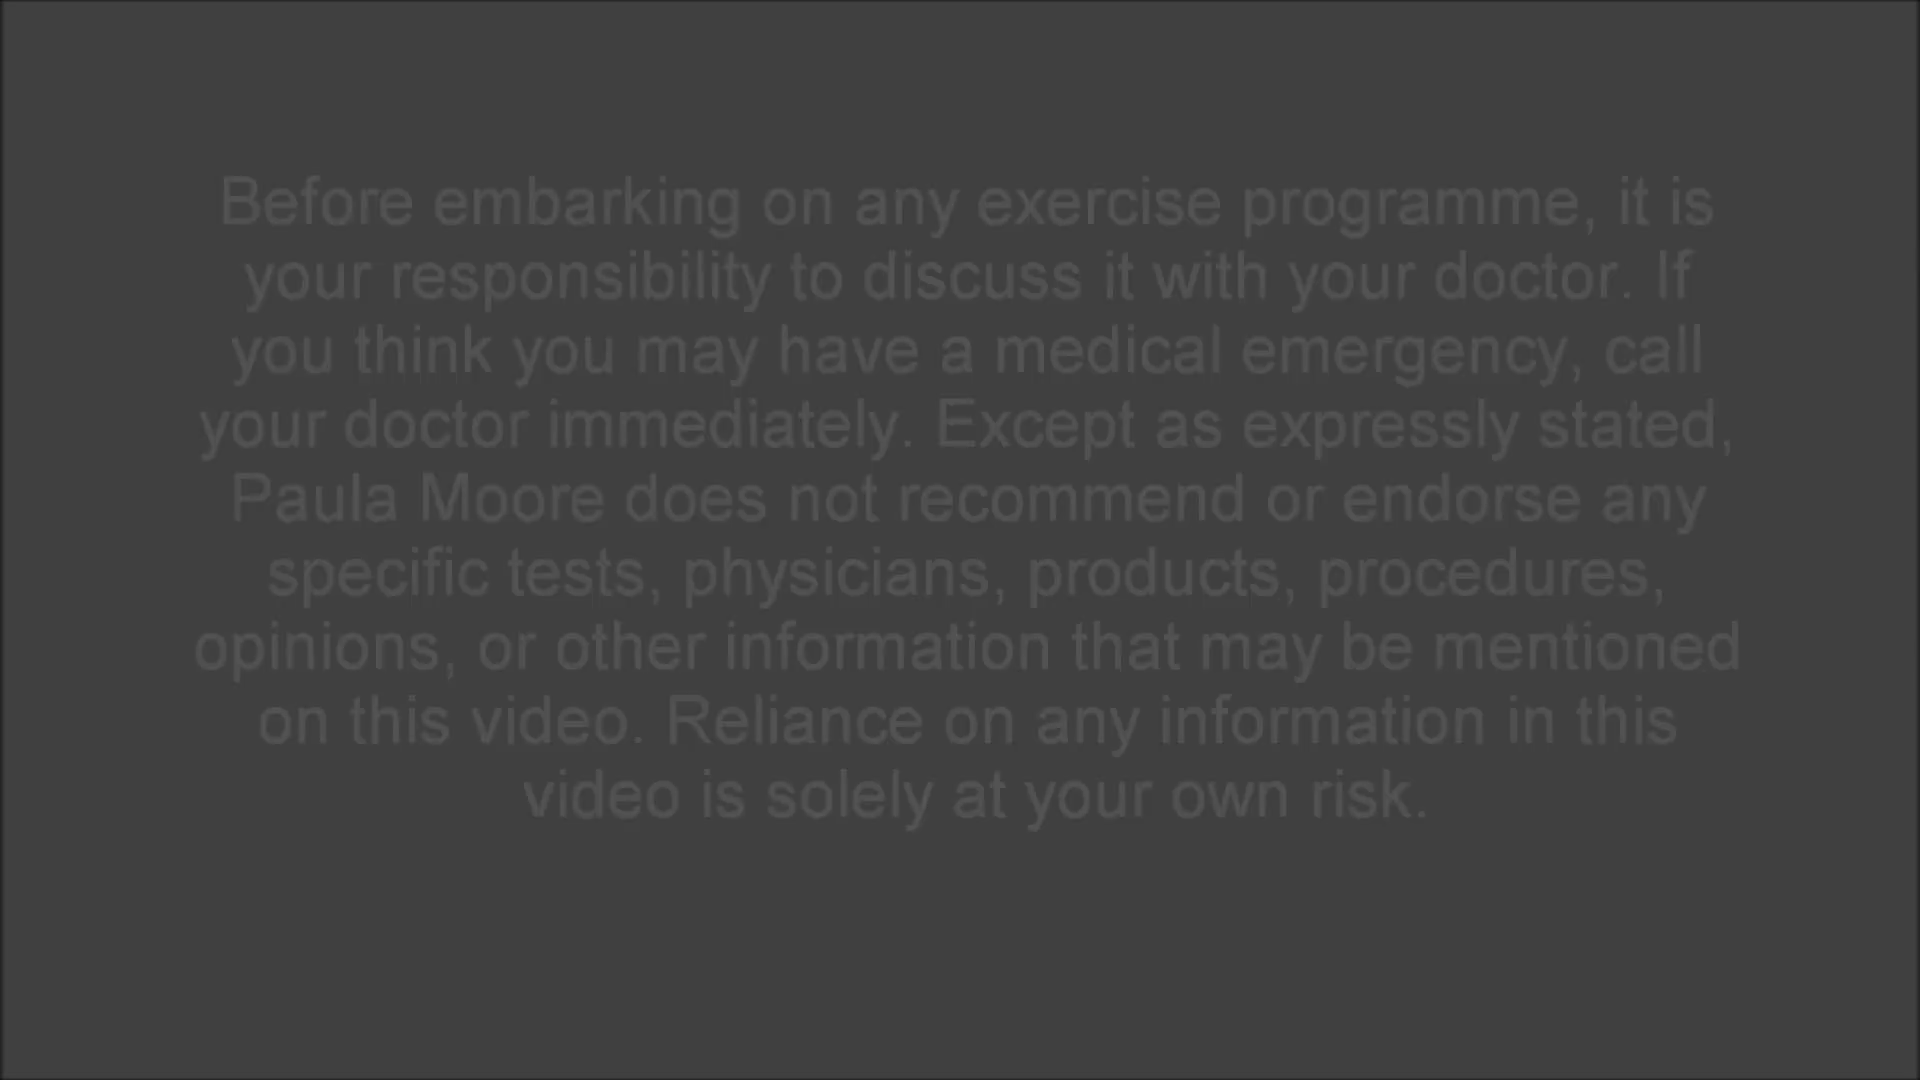 Before embarking on any exercise programme, it is
your responsibility to discuss it with your doctor. If
you think you may have a medical emergency, call
your doctor immediately. Except as expressly stated,
Paula Moore does not recommend or endorse any
specific tests, physicians, products, procedures,
opinions, or other information that may be mentioned
on this video. Reliance on any information in this
video is solely at your own risk.